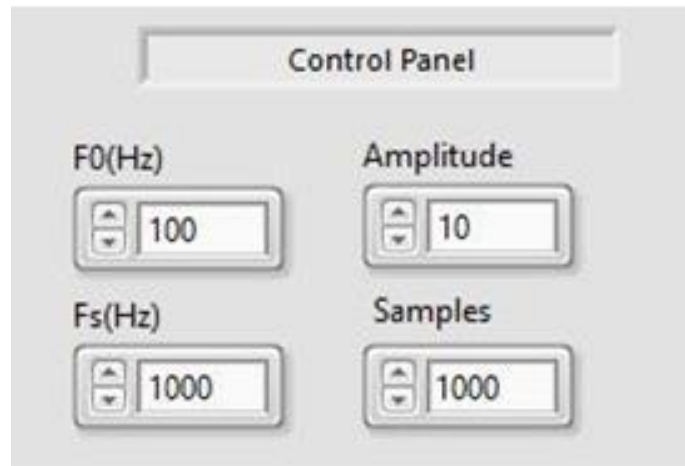 Control Panel
F0(Hz)
Amplitude
100
10
Fs(Hz)
Samples
1000
1000